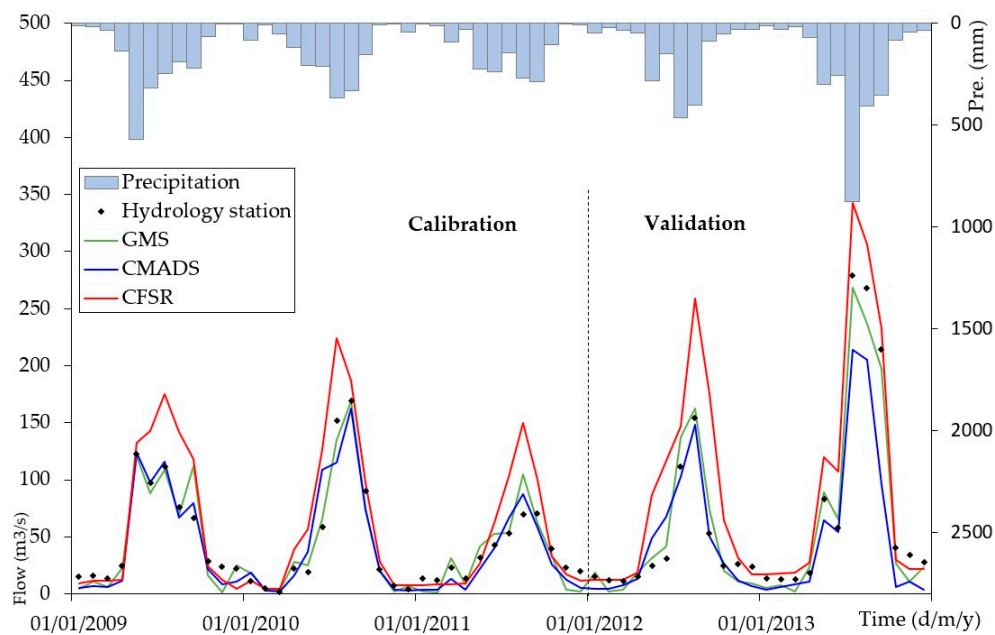 500
450
400
350
300
250
200
150
100
50
0
Flow (m3/s)
0
500
1000
1500
2000
2500
Pre. (mm)
Precipitation
Hydrology station
GMS
CMADS
CFSR
Calibration
Validation
01/01/2009
01/01/2010
01/01/2011
01/01/2012
01/01/2013
Time (d/m/y)